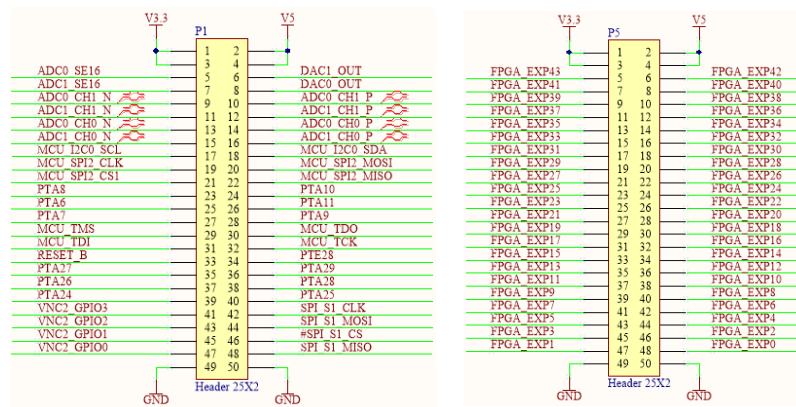 V3.3 P1 V5
1 2
3 4
ADC0_SE16 5 6 DAC1_OUT
ADC1_SE16 7 8 DAC0_OUT
ADC0_CH1_N 9 10 ADC0_CH1_P
ADC1_CH1_N 11 12 ADC1_CH1_P
ADC0_CH0_N 13 14 ADC0_CH0_P
ADC1_CH0_N 15 16 ADC1_CH0_P
MCU_I2C0_SCL 17 18 MCU_I2C0_SDA
MCU_SPI2_CLK 19 20 MCU_SPI2_MOSI
MCU_SPI2_CS1 21 22 MCU_SPI2_MISO
PTA8 23 24 PTA10
PTA6 25 26 PTA11
PTA7 27 28 PTA9
MCU_TMS 29 30 MCU_TDO
MCU_TDI 31 32 MCU_TCK
RESET_B 33 34 PTE28
PTA27 35 36 PTA29
PTA26 37 38 PTA28
PTA24 39 40 PTA25
VNC2_GPIO3 41 42 SPI_S1_CLK
VNC2_GPIO2 43 44 SPI_S1_MOSI
VNC2_GPIO1 45 46 #SPI_S1_CS
VNC2_GPIO0 47 48 SPI_S1_MISO
49 50
Header 25X2
GND GND
V3.3 P5 V5
1 2
3 4
FPGA_EXP43 5 6 FPGA_EXP42
FPGA_EXP41 7 8 FPGA_EXP40
FPGA_EXP39 9 10 FPGA_EXP38
FPGA_EXP37 11 12 FPGA_EXP36
FPGA_EXP35 13 14 FPGA_EXP34
FPGA_EXP33 15 16 FPGA_EXP32
FPGA_EXP31 17 18 FPGA_EXP30
FPGA_EXP29 19 20 FPGA_EXP28
FPGA_EXP27 21 22 FPGA_EXP26
FPGA_EXP25 23 24 FPGA_EXP24
FPGA_EXP23 25 26 FPGA_EXP22
FPGA_EXP21 27 28 FPGA_EXP20
FPGA_EXP19 29 30 FPGA_EXP18
FPGA_EXP17 31 32 FPGA_EXP16
FPGA_EXP15 33 34 FPGA_EXP14
FPGA_EXP13 35 36 FPGA_EXP12
FPGA_EXP11 37 38 FPGA_EXP10
FPGA_EXP9 39 40 FPGA_EXP8
FPGA_EXP7 41 42 FPGA_EXP6
FPGA_EXP5 43 44 FPGA_EXP4
FPGA_EXP3 45 46 FPGA_EXP2
FPGA_EXP1 47 48 FPGA_EXP0
49 50
Header 25X2
GND GND